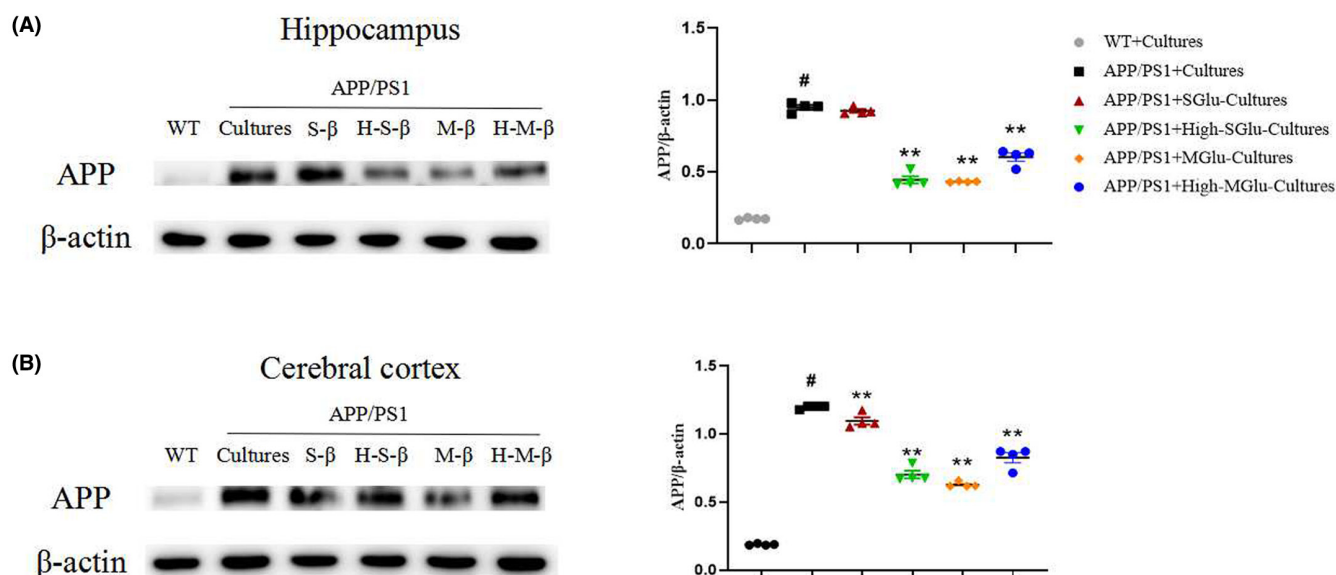 (A)
Hippocampus
APP/PS1
WT Cultures S-β H-S-β M-β H-M-β
APP
β-actin
APP/β-actin
1.5
1.0
0.5
0.0
#
**
**
**
WT+Cultures
APP/PS1+Cultures
APP/PS1+SGlu-Cultures
APP/PS1+High-SGlu-Cultures
APP/PS1+MGlu-Cultures
APP/PS1+High-MGlu-Cultures
(B)
Cerebral cortex
APP/PS1
WT Cultures S-β H-S-β M-β H-M-β
APP
β-actin
APP/β-actin
1.5
1.0
0.5
0.0
#
**
**
**
**